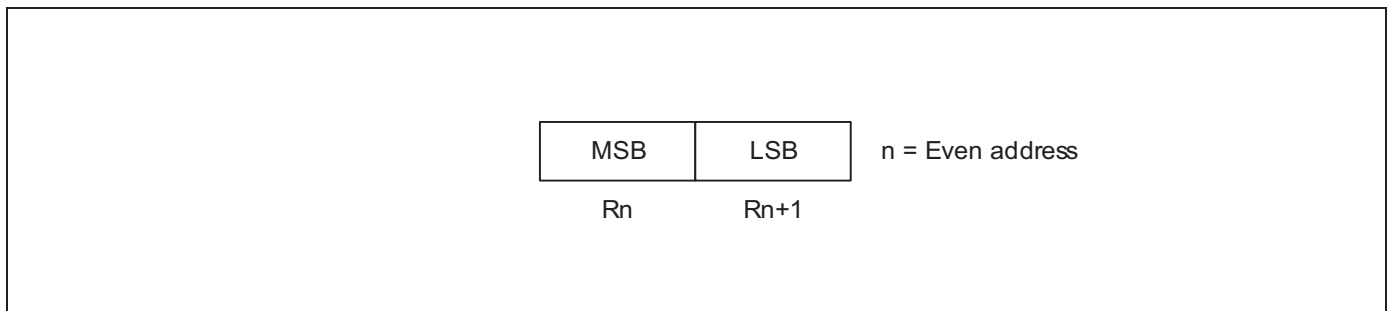 MSB LSB n = Even address
Rn Rn+1